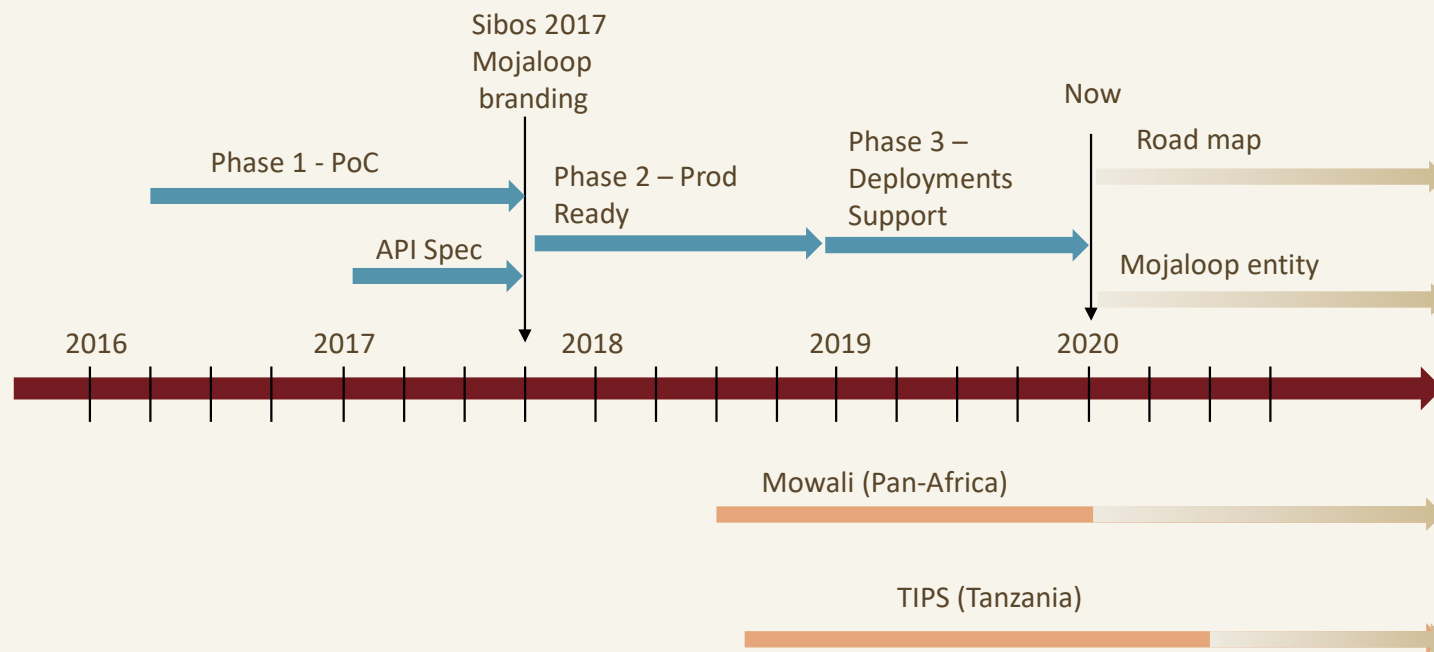 Sibos 2017
Mojaloop
branding
Now
Phase 1 - PoC
Phase 2 – Prod
Ready
Phase 3 –
Deployments
Support
Road map
API Spec
Mojaloop entity
2016
2017
2018
2019
2020
Mowali (Pan-Africa)
TIPS (Tanzania)